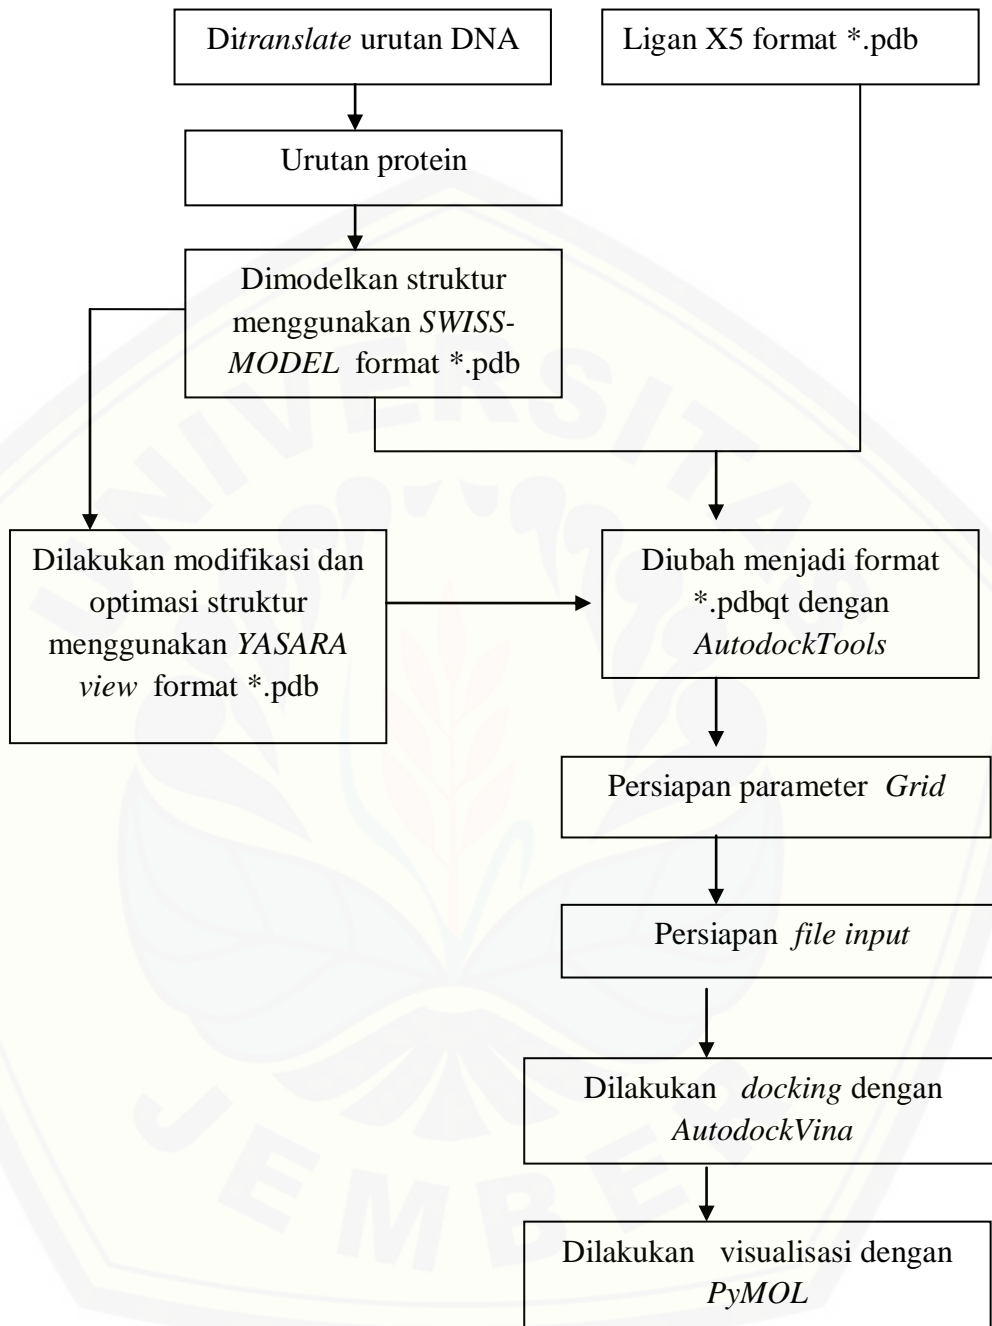 Ditranslate urutan DNA
Ligan X5 format *.pdb
Urutan protein
Dimodelkan struktur
menggunakan SWISS-
MODEL format *.pdb
Dilakukan modifikasi dan
optimasi struktur
menggunakan YASARA
view format *.pdb
Diubah menjadi format
*.pdbqt dengan
AutodockTools
Persiapan parameter Grid
Persiapan file input
Dilakukan docking dengan
AutodockVina
Dilakukan visualisasi dengan
PyMOL
UNIVERSITAS
JEMBER